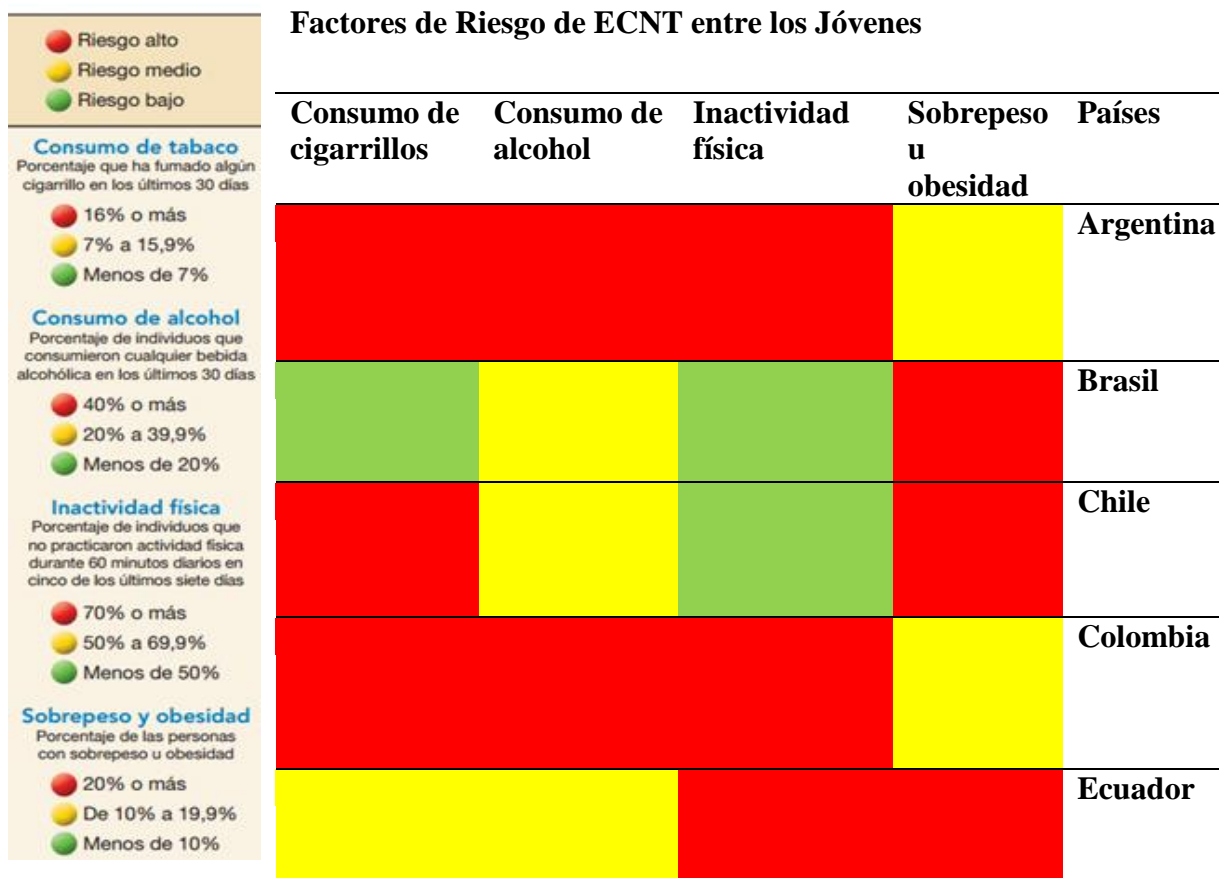 Riesgo alto
Riesgo medio
Riesgo bajo
Consumo de tabaco
Porcentaje que ha fumado algún
cigarrillo en los últimos 30 días
16% o más
7% a 15,9%
Menos de 7%
Consumo de alcohol
Porcentaje de individuos que
consumieron cualquier bebida
alcohólica en los últimos 30 días
40% o más
20% a 39,9%
Menos de 20%
Inactividad física
Porcentaje de individuos que
no practicaron actividad física
durante 60 minutos diarios en
cinco de los últimos siete días
70% o más
50% a 69,9%
Menos de 50%
Sobrepeso y obesidad
Porcentaje de las personas
con sobrepeso u obesidad
20% o más
De 10% a 19,9%
Menos de 10%
Factores de Riesgo de ECNT entre los Jóvenes
Consumo de
cigarrillos
Consumo de
alcohol
Inactividad
física
Sobrepeso
u
obesidad
Países
Argentina
Brasil
Chile
Colombia
Ecuador